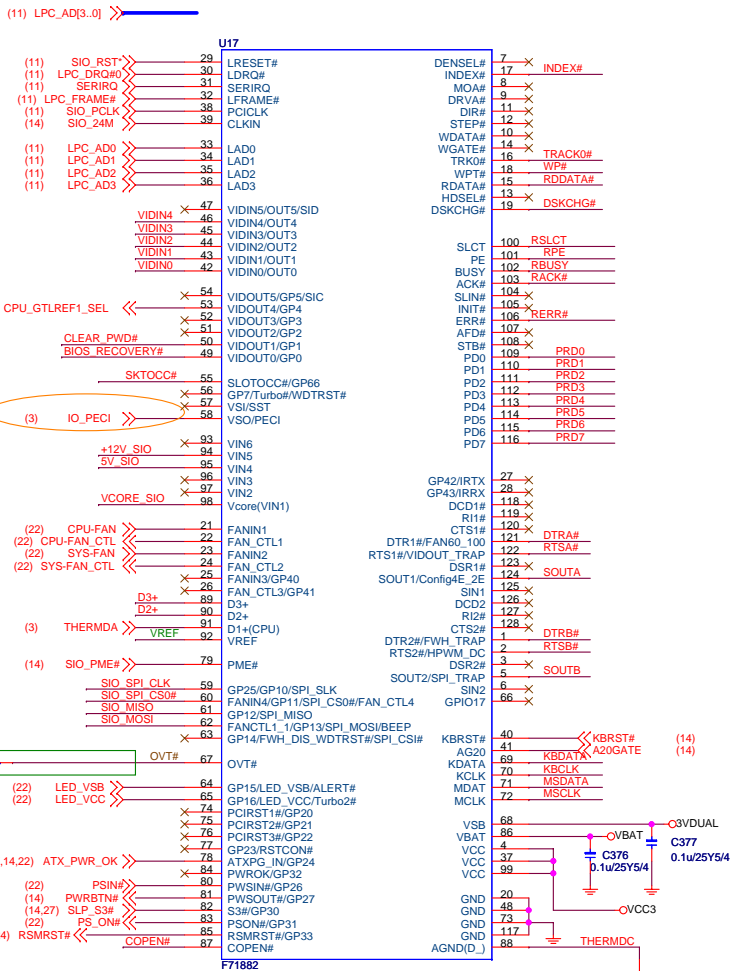 (11) LPC_AD[3..0]
U17
(11) SIO_RST* 29 LRESET# DENSEL# 7
(11) LPC_DRQ#0 30 LDRQ# INDEX# 17 INDEX#
(11) SERIRQ 31 SERIRQ MOA# 8
(11) LPC_FRAME# 32 LFRAME# DRVA# 9
(11) SIO_PCLK 38 PCICLK DIR# 11
(14) SIO_24M 39 CLKIN STEP# 12
WDATA# 10
WGATE# 14
(11) LPC_AD0 33 LAD0 TRK0# 16 TRACK0#
(11) LPC_AD1 34 LAD1 WPT# 18 WP#
(11) LPC_AD2 35 LAD2 RDATA# 15 RDDATA#
(11) LPC_AD3 36 LAD3 HDSEL# 13
DSKCHG# 19 DSKCHG#
47 VIDIN5/OUT5/SID
VIDIN4 46 VIDIN4/OUT4
VIDIN3 45 VIDIN3/OUT3
VIDIN2 44 VIDIN2/OUT2 SLCT 100 RSLCT
VIDIN1 43 VIDIN1/OUT1 PE 101 RPE
VIDIN0 42 VIDIN0/OUT0 BUSY 102 RBUSY
ACK# 103 RACK#
54 VIDOUT5/GP5/SIC SLIN# 104
CPU_GTLREF1_SEL 53 VIDOUT4/GP4 INIT# 105
52 VIDOUT3/GP3 ERR# 106 RERR#
51 VIDOUT2/GP2 AFD# 107
CLEAR_PWD# 50 VIDOUT1/GP1 STB# 108
BIOS_RECOVERY# 49 VIDOUT0/GP0 PD0 109 PRD0
PD1 110 PRD1
SKTOCC# 55 SLOTOCC#/GP66 PD2 111 PRD2
56 GP7/Turbo#/WDTRST# PD3 112 PRD3
57 VSI/SST PD4 113 PRD4
(3) IO_PECI 58 VSO/PECI PD5 114 PRD5
PD6 115 PRD6
93 VIN6 PD7 116 PRD7
+12V_SIO 94 VIN5
5V_SIO 95 VIN4
96 VIN3 GP42/IRTX 27
97 VIN2 GP43/IRRX 28
VCORE_SIO 98 Vcore(VIN1) DCD1# 118
RI1# 119
(22) CPU-FAN 21 FANIN1 CTS1# 120
(22) CPU-FAN_CTL 22 FAN_CTL1 DTR1#/FAN60_100 121 DTRA#
(22) SYS-FAN 23 FANIN2 RTS1#/VIDOUT_TRAP 122 RTSA#
(22) SYS-FAN_CTL 24 FAN_CTL2 DSR1# 123
25 FANIN3/GP40 SOUT1/Config4E_2E 124 SOUTA
26 FAN_CTL3/GP41 SIN1 125
D3+ 89 D3+ DCD2 126
D2+ 90 D2+ RI2# 127
(3) THERMDA 91 D1+(CPU) CTS2# 128
VREF 92 VREF DTR2#/FWH_TRAP 1 DTRB#
RTS2#/HPWM_DC 2 RTSB#
(14) SIO_PME# 79 PME# DSR2# 3
SOUT2/SPI_TRAP 5 SOUTB
SIO_SPI_CLK 59 GP25/GP10/SPI_SLK SIN2 6
SIO_SPI_CS0# 60 FANIN4/GP11/SPI_CS0#/FAN_CTL4 GPIO17 66
SIO_MISO 61 GP12/SPI_MISO
SIO_MOSI 62 FANCTL1_1/GP13/SPI_MOSI/BEEP
63 GP14/FWH_DIS_WDTRST#/SPI_CSI# KBRST# 40 KBRST# (14)
AG20 41 A20GATE (14)
OVT# 67 OVT# KDATA 69 KBDATA
KCLK 70 KBCLK
(22) LED_VSB 64 GP15/LED_VSB/ALERT# MDAT 71 MSDATA
(22) LED_VCC 65 GP16/LED_VCC/Turbo2# MCLK 72 MSCLK
74 PCIRST1#/GP20
75 PCIRST2#/GP21 VSB 68 3VDUAL
76 PCIRST3#/GP22 VBAT 86 VBAT C377
77 GP23/RSTCON# VCC 4 C376 0.1u/25Y5/4
,14,22) ATX_PWR_OK 78 ATXPG_IN/GP24 VCC 37 0.1u/25Y5/4
84 PWROK/GP32 VCC 99
(22) PSIN# 80 PWSIN#/GP26
(14) PWRBTN# 81 PWSOUT#/GP27 GND 20
(14,27) SLP_S3# 82 S3#/GP30 GND 48 VCC3
(22) PS_ON# 83 PSON#/GP31 GND 73
4) RSMRST# 85 RSMRST#/GP33 GND 117
COPEN# 87 COPEN# AGND(D_) 88 THERMDC
F71882